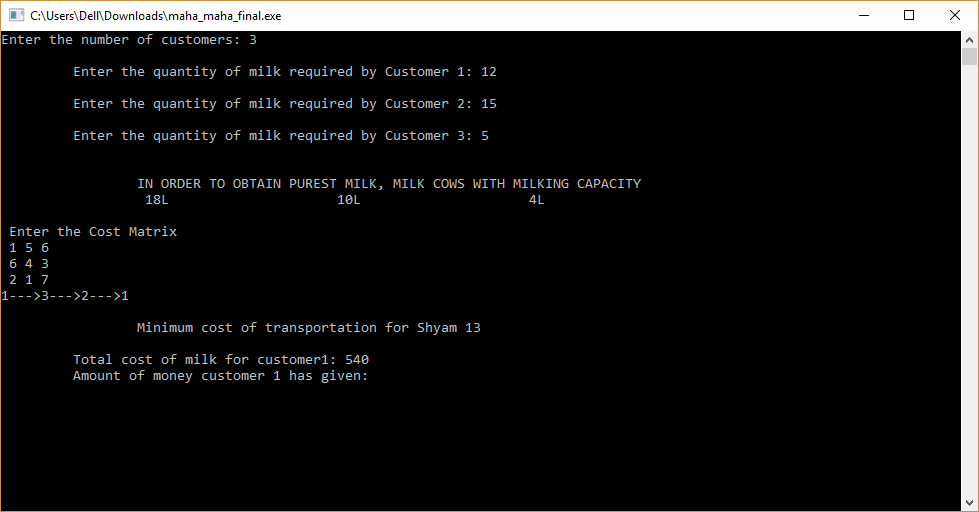 C:\Users\Dell\Downloads\maha_maha_final.exe
Enter the number of customers: 3
Enter the quantity of milk required by Customer 1: 12
Enter the quantity of milk required by Customer 2: 15
Enter the quantity of milk required by Customer 3: 5
IN ORDER TO OBTAIN PUREST MILK, MILK COWS WITH MILKING CAPACITY
18L 10L 4L
Enter the Cost Matrix
1 5 6
6 4 3
2 1 7
1--->3--->2--->1
Minimum cost of transportation for Shyam 13
Total cost of milk for customer1: 540
Amount of money customer 1 has given: